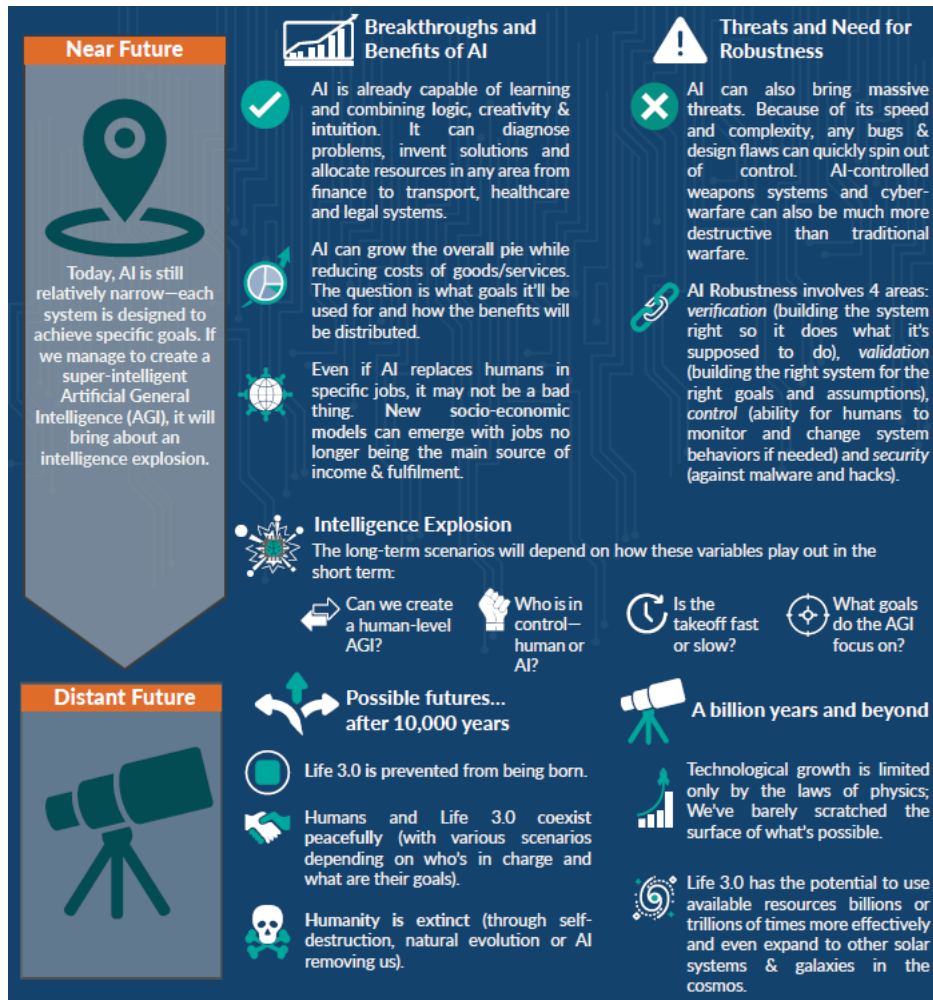 Near Future
Today, AI is still
relatively narrow—each
system is designed to
achieve specific goals. If
we manage to create a
super-intelligent
Artificial General
Intelligence (AGI), it will
bring about an
intelligence explosion.
Breakthroughs and
Benefits of AI
AI is already capable of learning
and combining logic, creativity &
intuition. It can diagnose
problems, invent solutions and
allocate resources in any area from
finance to transport, healthcare
and legal systems.
AI can grow the overall pie while
reducing costs of goods/services.
The question is what goals it'll be
used for and how the benefits will
be distributed.
Even if AI replaces humans in
specific jobs, it may not be a bad
thing. New socio-economic
models can emerge with jobs no
longer being the main source of
income & fulfilment.
Threats and Need for
Robustness
AI can also bring massive
threats. Because of its speed
and complexity, any bugs &
design flaws can quickly spin out
of control. AI-controlled
weapons systems and cyber-
warfare can also be much more
destructive than traditional
warfare.
AI Robustness involves 4 areas:
verification (building the system
right so it does what it's
supposed to do), validation
(building the right system for the
right goals and assumptions),
control (ability for humans to
monitor and change system
behaviors if needed) and security
(against malware and hacks).
Intelligence Explosion
The long-term scenarios will depend on how these variables play out in the
short term:
Can we create
a human-level
AGI?
Who is in
control—
human or
AI?
Is the
takeoff fast
or slow?
What goals
do the AGI
focus on?
Distant Future
Possible futures...
after 10,000 years
Life 3.0 is prevented from being born.
Humans and Life 3.0 coexist
peacefully (with various scenarios
depending on who's in charge and
what are their goals).
Humanity is extinct (through self-
destruction, natural evolution or AI
removing us).
A billion years and beyond
Technological growth is limited
only by the laws of physics;
We've barely scratched the
surface of what's possible.
Life 3.0 has the potential to use
available resources billions or
trillions of times more effectively
and even expand to other solar
systems & galaxies in the
cosmos.